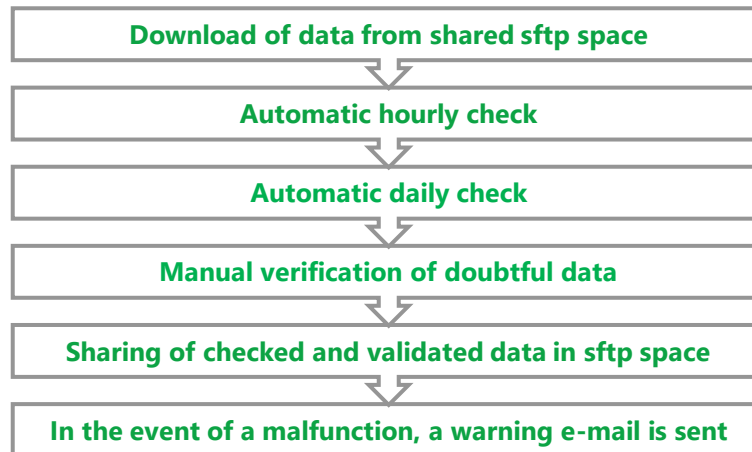 Download of data from shared sftp space
Automatic hourly check
Automatic daily check
Manual verification of doubtful data
Sharing of checked and validated data in sftp space
In the event of a malfunction, a warning e-mail is sent